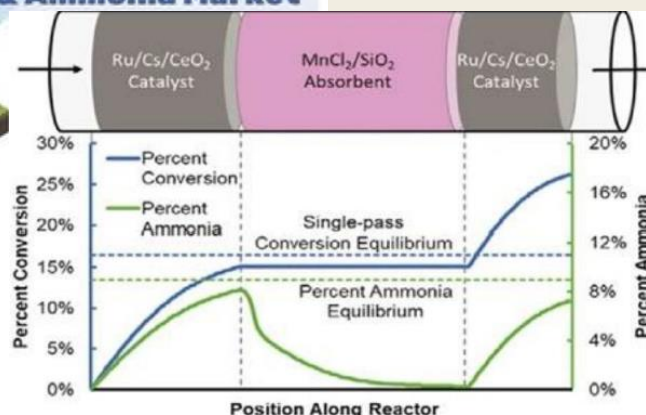 & Ammonia Market
Ru/Cs/CeO₂
Catalyst
MnCl₂/SiO₂
Absorbent
Ru/Cs/CeO₂
Catalyst
30%
25%
20%
15%
10%
5%
0%
Percent Conversion
Percent
Conversion
Percent
Ammonia
Single-pass
Conversion Equilibrium
Percent Ammonia
Equilibrium
20%
16%
12%
8%
4%
0%
Percent Ammonia
Position Along Reactor